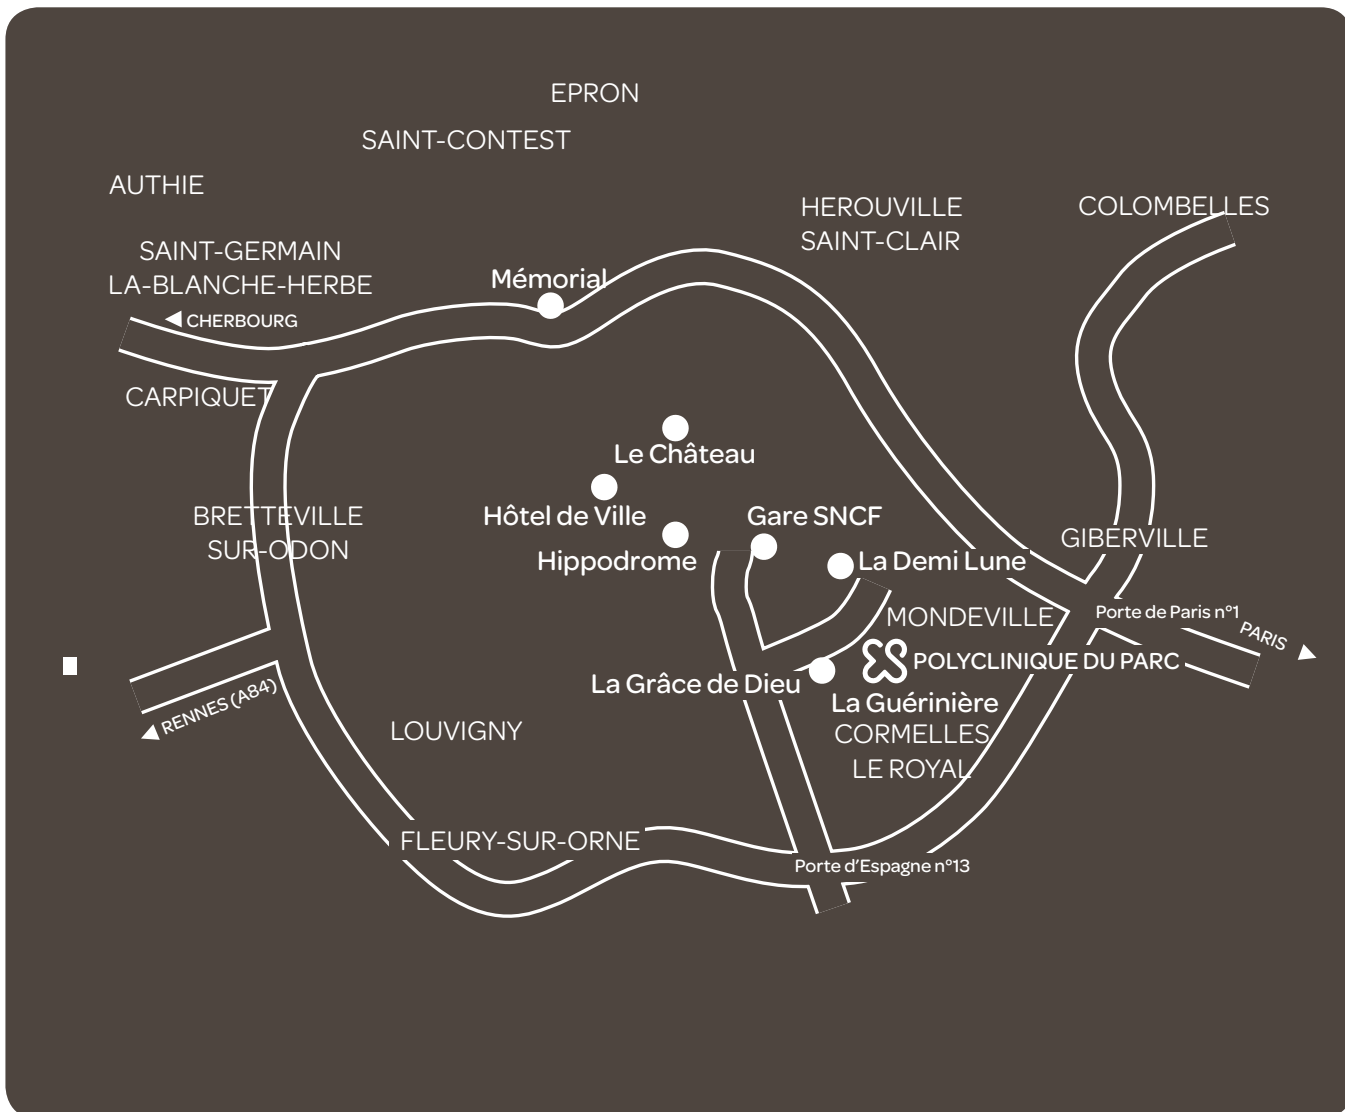 EPRON
SAINT-CONTEST
AUTHIE
HEROUVILLE
SAINT-CLAIR
COLOMBELLES
SAINT-GERMAIN
LA-BLANCHE-HERBE
Mémorial
CHERBOURG
CARPIQUET
Le Château
Hôtel de Ville
Gare SNCF
BRETTEVILLE
SUR-ODON
Hippodrome
La Demi Lune
GIBERVILLE
MONDEVILLE
Porte de Paris n°1
PARIS
POLYCLINIQUE DU PARC
La Grâce de Dieu
La Guérinière
RENNES (A84)
LOUVIGNY
CORMELLES
LE ROYAL
FLEURY-SUR-ORNE
Porte d'Espagne n°13